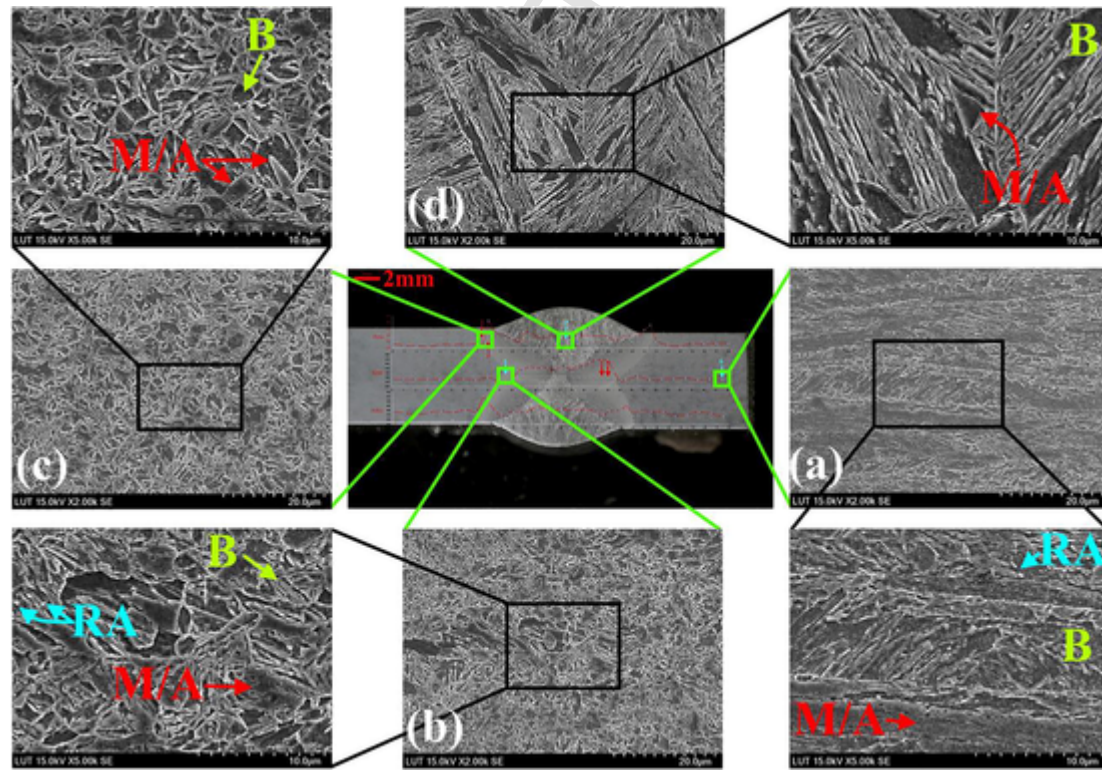 B
M/A
LUT 15.0kV X5.00k SE
10.0µm
(d)
LUT 15.0kV X2.00k SE
20.0µm
B
M/A
LUT 15.0kV X5.00k SE
10.0µm
(c)
LUT 15.0kV X2.00k SE
20.0µm
2mm
(a)
LUT 15.0kV X2.00k SE
20.0µm
B
RA
M/A
LUT 15.0kV X5.00k SE
10.0µm
(b)
LUT 15.0kV X2.00k SE
20.0µm
RA
B
M/A
LUT 15.0kV X5.00k SE
10.0µm